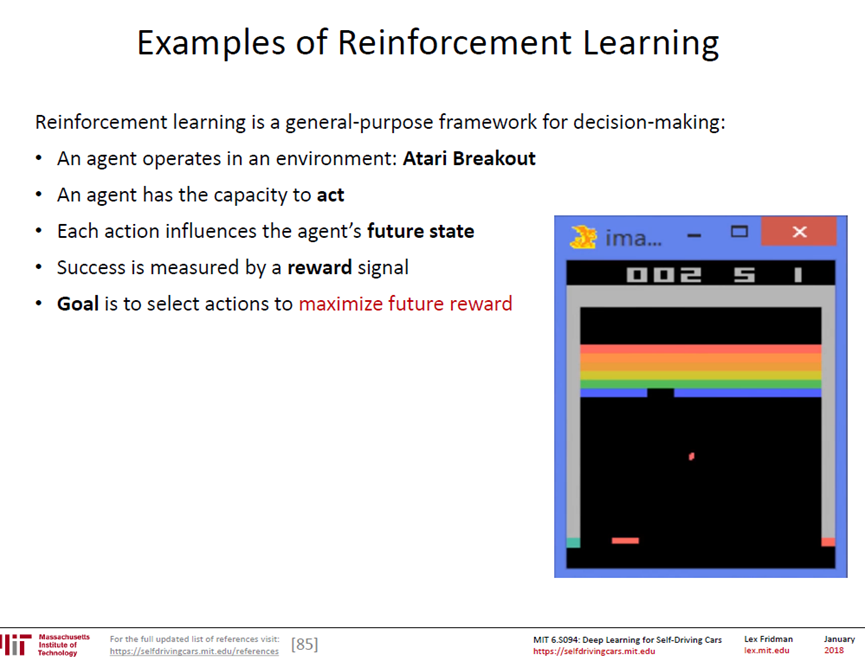 Examples of Reinforcement Learning
Reinforcement learning is a general-purpose framework for decision-making:
• An agent operates in an environment: Atari Breakout
• An agent has the capacity to act
• Each action influences the agent's future state
• Success is measured by a reward signal
• Goal is to select actions to maximize future reward
ima...
002 5 1
Massachusetts
Institute of
Technology
For the full updated list of references visit:
https://selfdrivingcars.mit.edu/references
[85]
MIT 6.S094: Deep Learning for Self-Driving Cars
https://selfdrivingcars.mit.edu
Lex Fridman
lex.mit.edu
January
2018